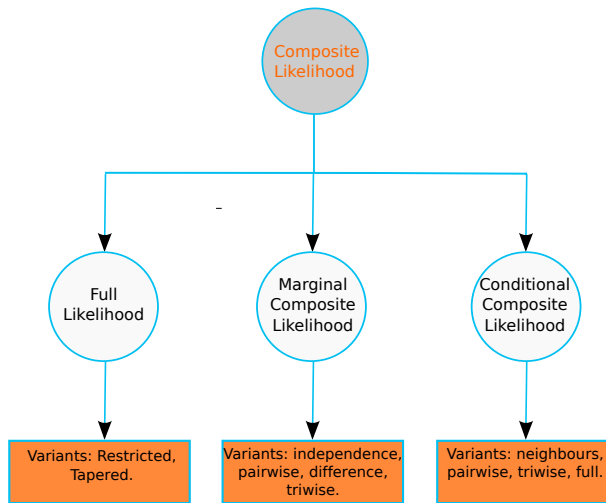 Composite
Likelihood
–
Full
Likelihood
Marginal
Composite
Likelihood
Conditional
Composite
Likelihood
Variants: Restricted,
Tapered.
Variants: independence,
pairwise, difference,
triwise.
Variants: neighbours,
pairwise, triwise, full.